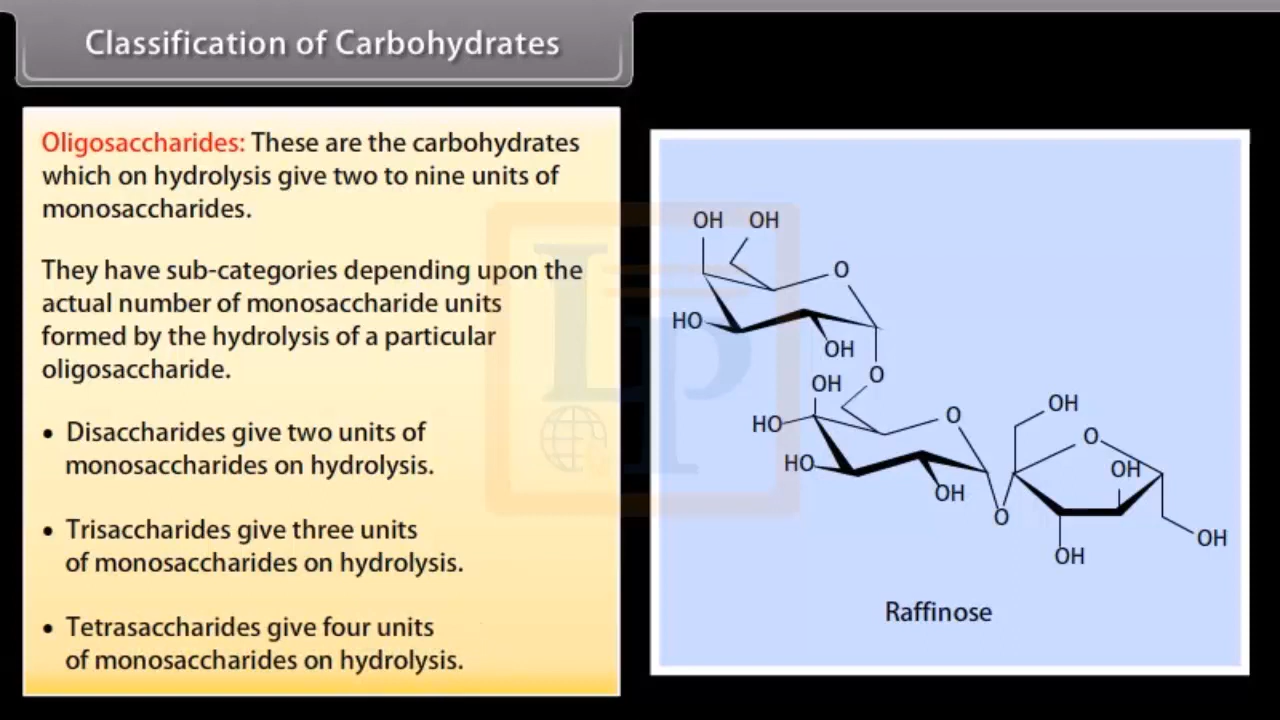 Classification of Carbohydrates
Oligosaccharides: These are the carbohydrates
which on hydrolysis give two to nine units of
monosaccharides.
They have sub-categories depending upon the
actual number of monosaccharide units
formed by the hydrolysis of a particular
oligosaccharide.
• Disaccharides give two units of
monosaccharides on hydrolysis.
• Trisaccharides give three units
of monosaccharides on hydrolysis.
• Tetrasaccharides give four units
of monosaccharides on hydrolysis.
OH OH
O
HO
OH
O
OH
HO
O
HO
OH
O
OH
O
OH
OH
OH
Raffinose
LP